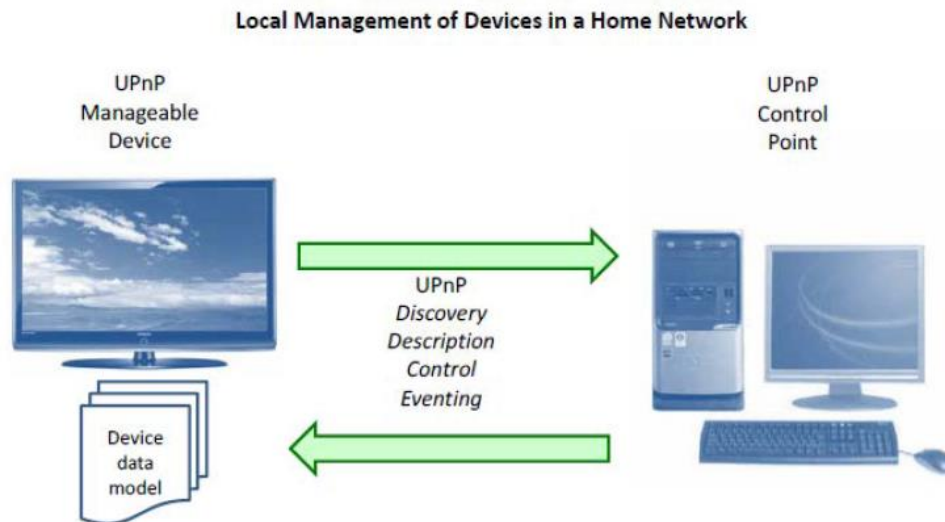 Local Management of Devices in a Home Network
UPnP
Manageable
Device
UPnP
Control
Point
UPnP
Discovery
Description
Control
Eventing
Device
data
model